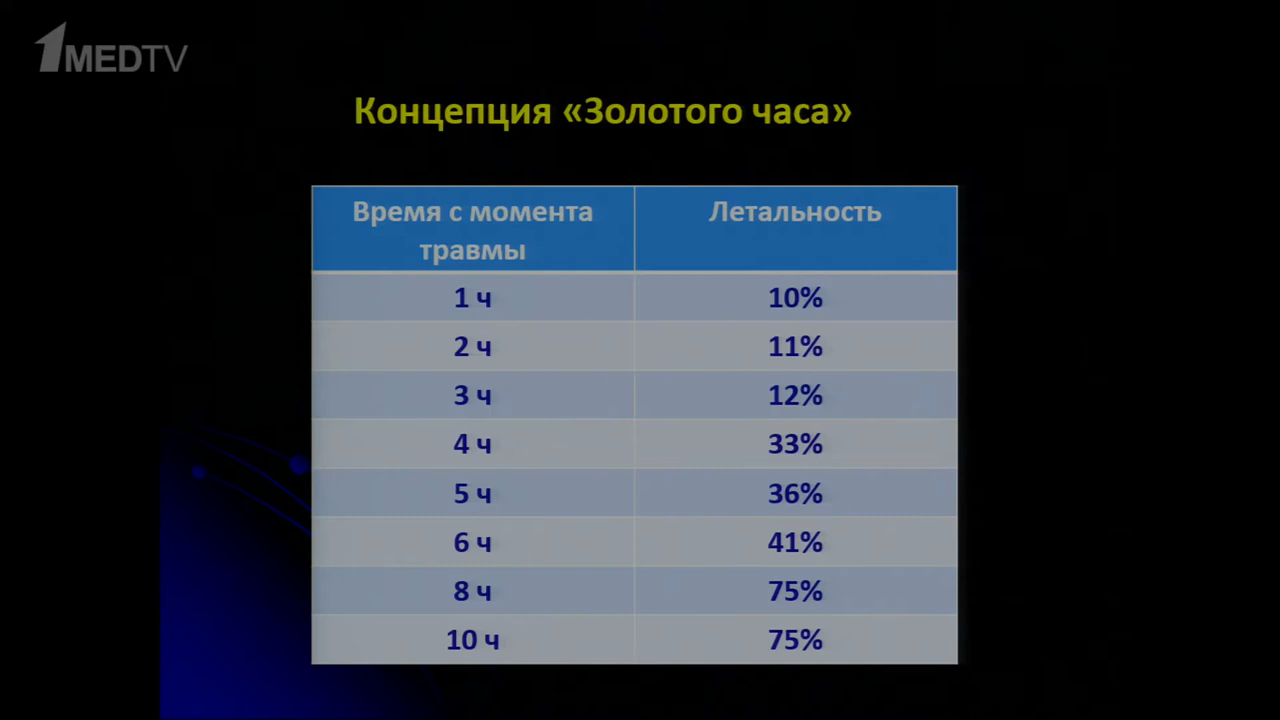 1MEDTV
Концепция «Золотого часа»
Время с момента
травмы
Летальность
1 ч
10%
2 ч
11%
3 ч
12%
4 ч
33%
5 ч
36%
6 ч
41%
8 ч
75%
10 ч
75%